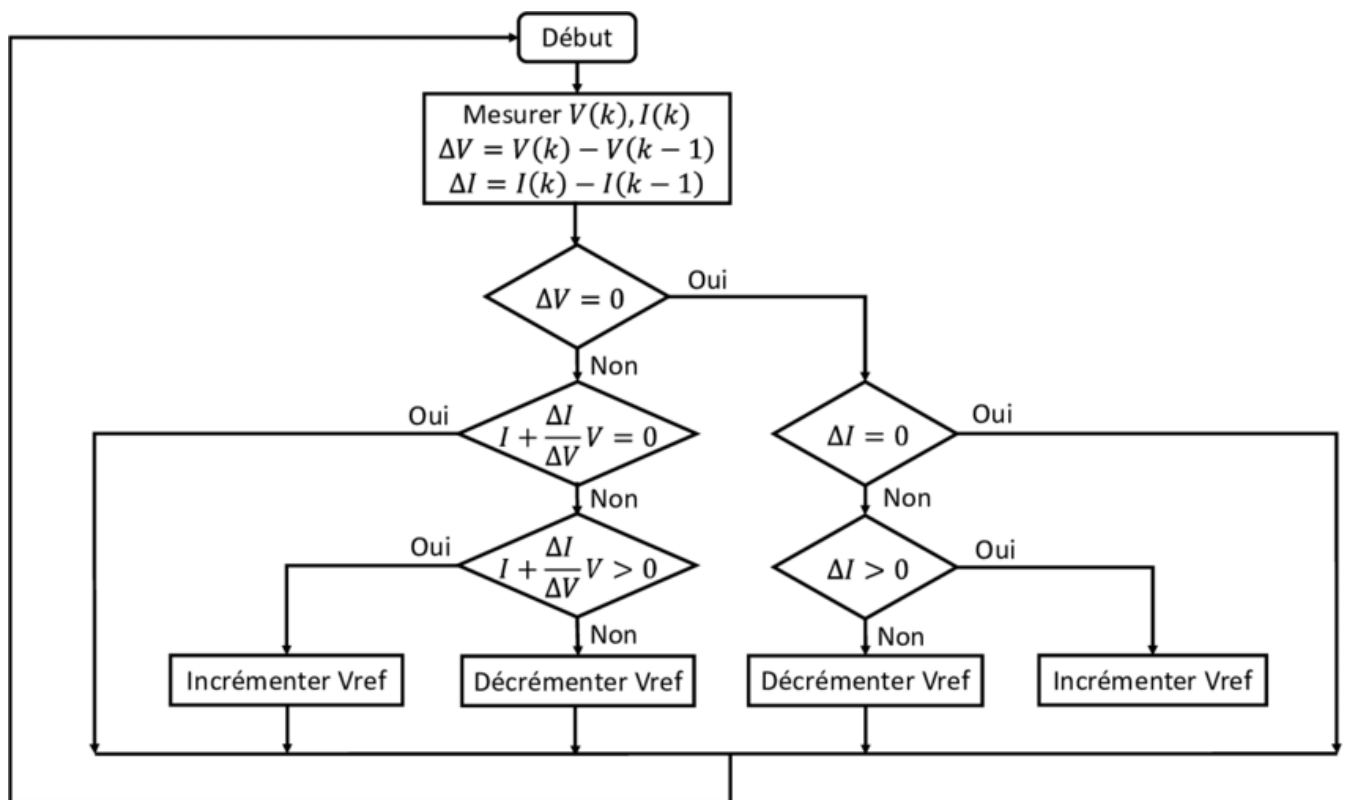 Début
Mesurer V(k), I(k)
ΔV = V(k) − V(k − 1)
ΔI = I(k) − I(k − 1)
ΔV = 0
Oui
Non
I + ΔI/ΔV V = 0
Oui
Non
ΔI = 0
Oui
Non
I + ΔI/ΔV V > 0
Oui
Non
ΔI > 0
Oui
Non
Incrémenter Vref
Décrémenter Vref
Décrémenter Vref
Incrémenter Vref